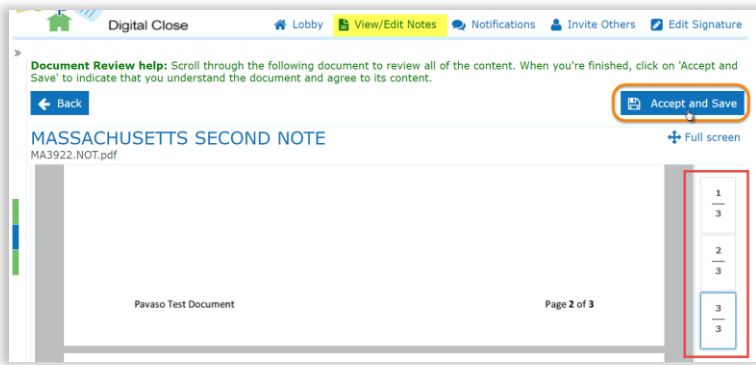 Digital Close Lobby View/Edit Notes Notifications Invite Others Edit Signature
»
Document Review help: Scroll through the following document to review all of the content. When you're finished, click on 'Accept and
Save' to indicate that you understand the document and agree to its content.
Back Accept and Save
MASSACHUSETTS SECOND NOTE Full screen
MA3922.NOT.pdf
1
3
2
3
Pavaso Test Document Page 2 of 3
3
3